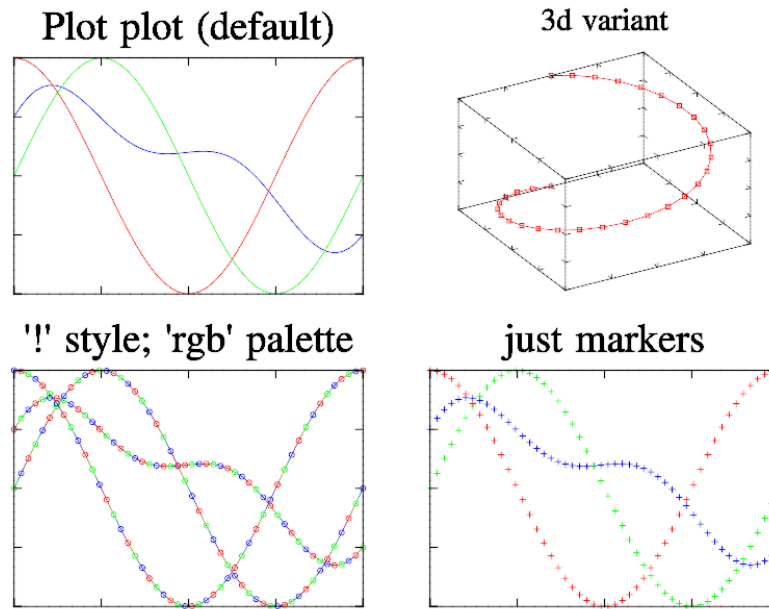 Plot plot (default)
3d variant
'!' style; 'rgb' palette
just markers